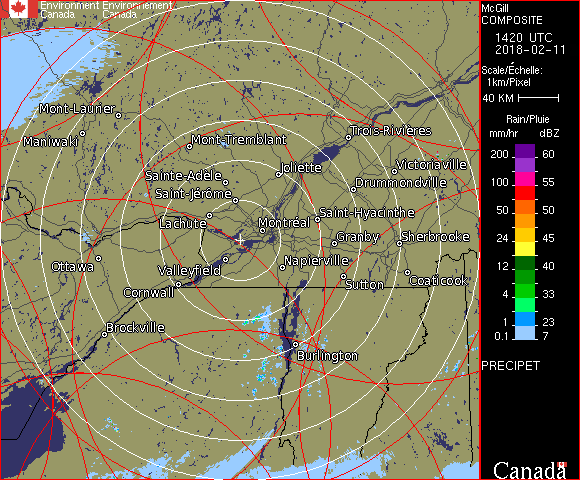 Environment Environnement
Canada Canada
McGill
COMPOSITE
1420 UTC
2018-02-11
Scale/Échelle:
1km/Pixel
40 KM
Rain/Pluie
mm/hr dBZ
200 60
155
100 55
50 50
24 45
12 40
4 33
1 23
0.1 7
PRECIPET
Canada
Mont-Laurier
Maniwaki
Mont-Tremblant
Trois-Rivières
Sainte-Adèle
Joliette
Victoriaville
Saint-Jérôme
Drummondville
Lachute
Montréal
Saint-Hyacinthe
Granby
Sherbrooke
Ottawa
Valleyfield
Napierville
Cornwall
Sutton
Coaticook
Brockville
Burlington